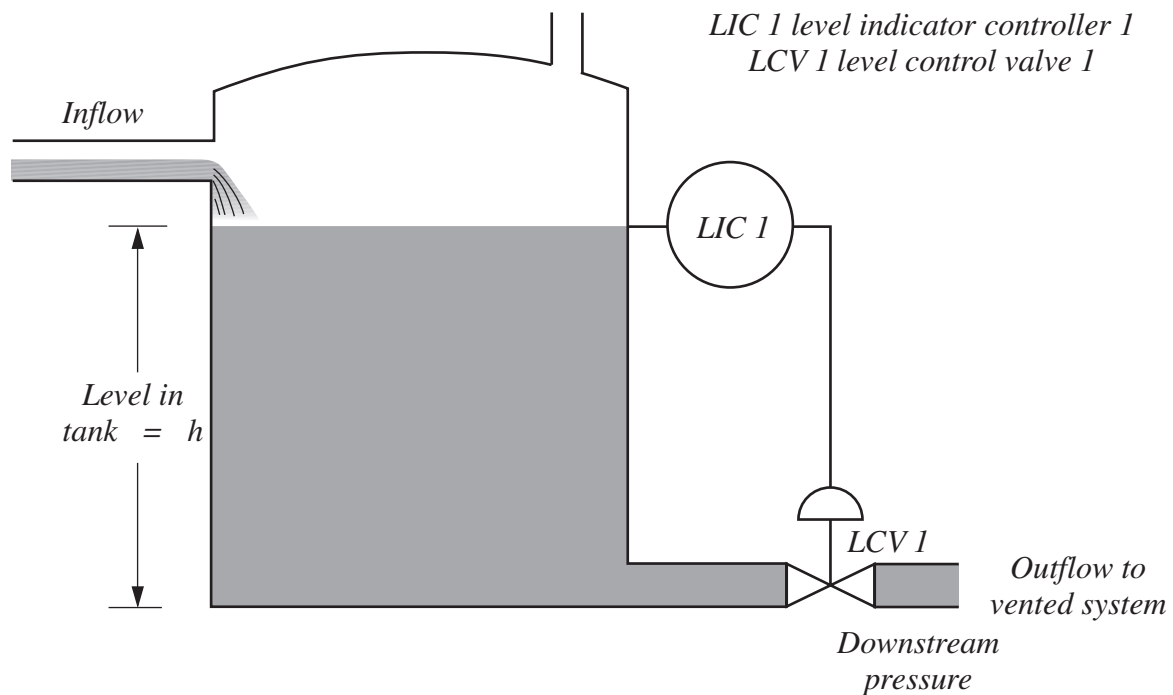 LIC 1 level indicator controller 1
LCV 1 level control valve 1
Inflow
LIC 1
Level in
tank = h
LCV 1
Outflow to
vented system
Downstream
pressure